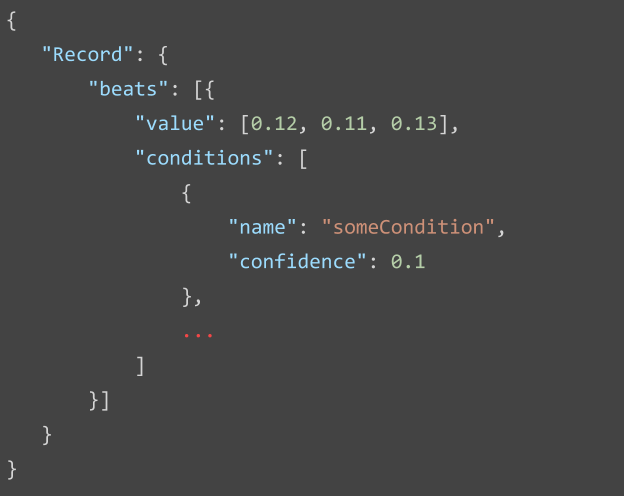 {
   "Record": {
       "beats": [{
           "value": [0.12, 0.11, 0.13],
           "conditions": [
               {
                   "name": "someCondition",
                   "confidence": 0.1
               },
               ...
           ]
       }]
   }
}